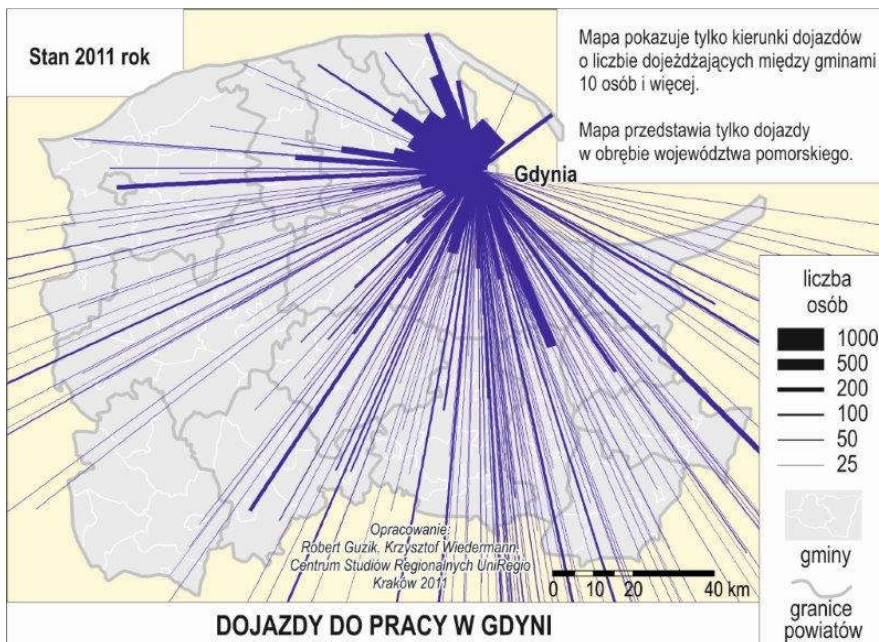 Stan 2011 rok
Mapa pokazuje tylko kierunki dojazdów
o liczbie dojeżdżających między gminami
10 osób i więcej.
Mapa przedstawia tylko dojazdy
w obrębie województwa pomorskiego.
Gdynia
liczba
osób
1000
500
200
100
50
25
gminy
granice
powiatów
Opracowanie:
Robert Guzik, Krzysztof Wiedermann,
Centrum Studiów Regionalnych UniRegio
Kraków 2011
0 5 10 20 40 km
DOJAZDY DO PRACY W GDYNI